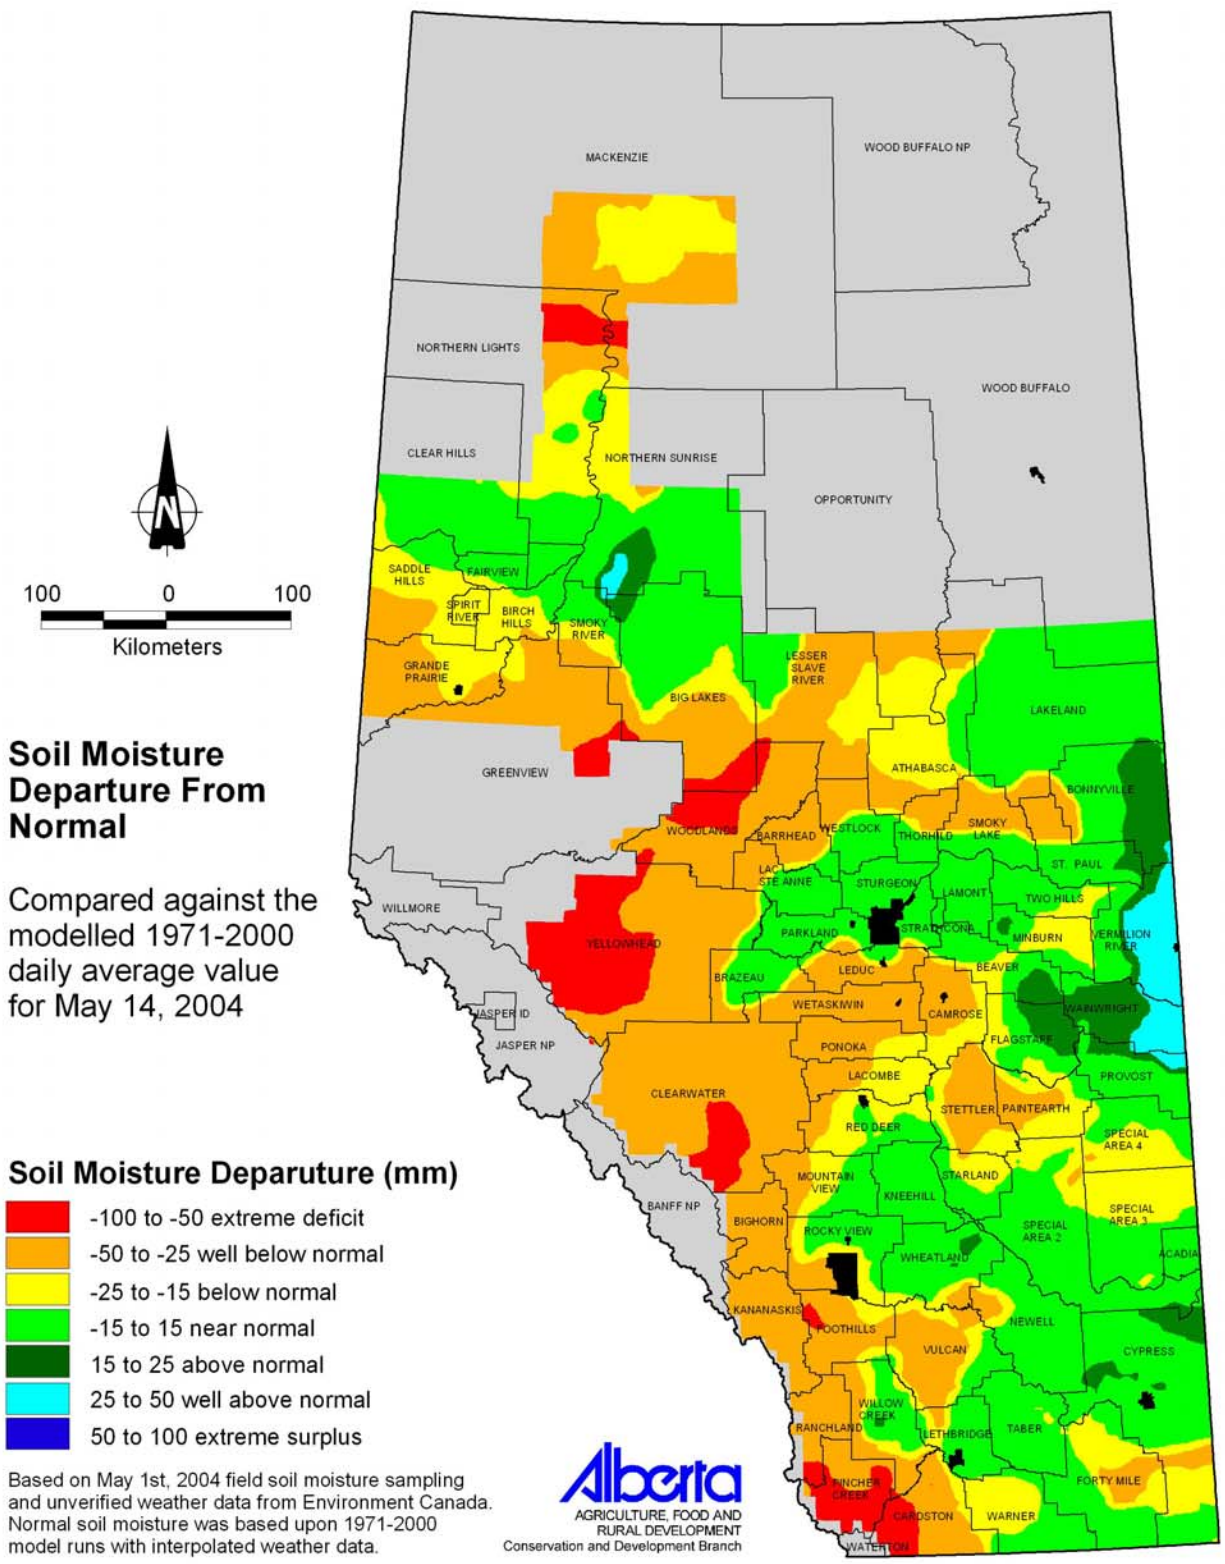 MACKENZIE
WOOD BUFFALO NP
NORTHERN LIGHTS
WOOD BUFFALO
CLEAR HILLS
NORTHERN SUNRISE
OPPORTUNITY
N
100 0 100
Kilometers
SADDLE
HILLS
FAIRVIEW
SPIRIT
RIVER
BIRCH
HILLS
SMOKY
RIVER
GRANDE
PRAIRIE
LESSER
SLAVE
RIVER
BIG LAKES
LAKELAND
GREENVIEW
ATHABASCA
BONNYVILLE
WOODLANDS
BARRHEAD
WESTLOCK
THORHILD
SMOKY
LAKE
LAC
STE ANNE
STURGEON
LAMONT
ST. PAUL
TWO HILLS
WILLMORE
YELLOWHEAD
PARKLAND
STRATHCONA
MINBURN
VERMILION
RIVER
BRAZEAU
LEDUC
BEAVER
JASPER ID
JASPER NP
WETASKIWIN
CAMROSE
WAINWRIGHT
FLAGSTAFF
PONOKA
LACOMBE
PROVOST
CLEARWATER
STETTLER
PAINTEARTH
RED DEER
SPECIAL
AREA 4
MOUNTAIN
VIEW
STARLAND
KNEEHILL
BANFF NP
BIGHORN
ROCKY VIEW
WHEATLAND
SPECIAL
AREA 2
SPECIAL
AREA 3
ACADIA
KANANASKIS
FOOTHILLS
VULCAN
NEWELL
CYPRESS
WILLOW
CREEK
RANCHLAND
LETHBRIDGE
TABER
PINCHER
CREEK
CARDSTON
WARNER
FORTY MILE
WATERTON
Soil Moisture
Departure From
Normal
Compared against the
modelled 1971-2000
daily average value
for May 14, 2004
Soil Moisture Deparuture (mm)
-100 to -50 extreme deficit
-50 to -25 well below normal
-25 to -15 below normal
-15 to 15 near normal
15 to 25 above normal
25 to 50 well above normal
50 to 100 extreme surplus
Based on May 1st, 2004 field soil moisture sampling
and unverified weather data from Environment Canada.
Normal soil moisture was based upon 1971-2000
model runs with interpolated weather data.
Alberta
AGRICULTURE, FOOD AND
RURAL DEVELOPMENT
Conservation and Development Branch